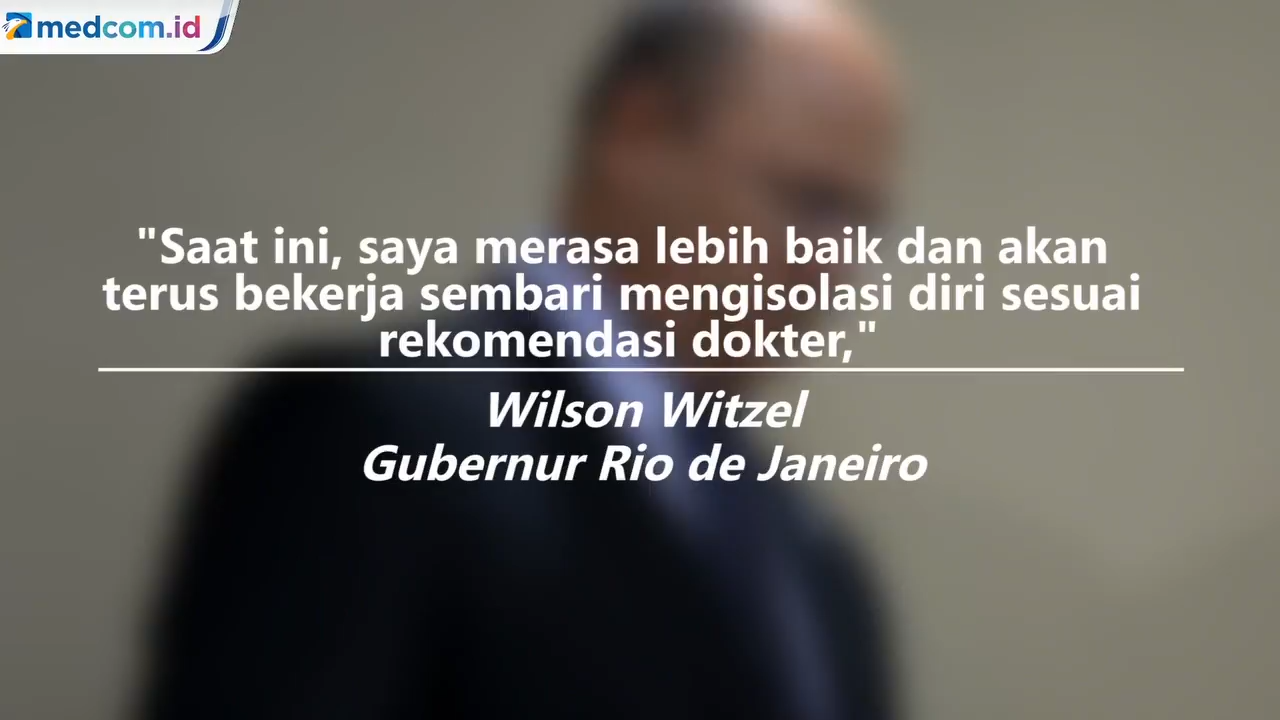 medcom.id
"Saat ini, saya merasa lebih baik dan akan
terus bekerja sembari mengisolasi diri sesuai
rekomendasi dokter,"
Wilson Witzel
Gubernur Rio de Janeiro